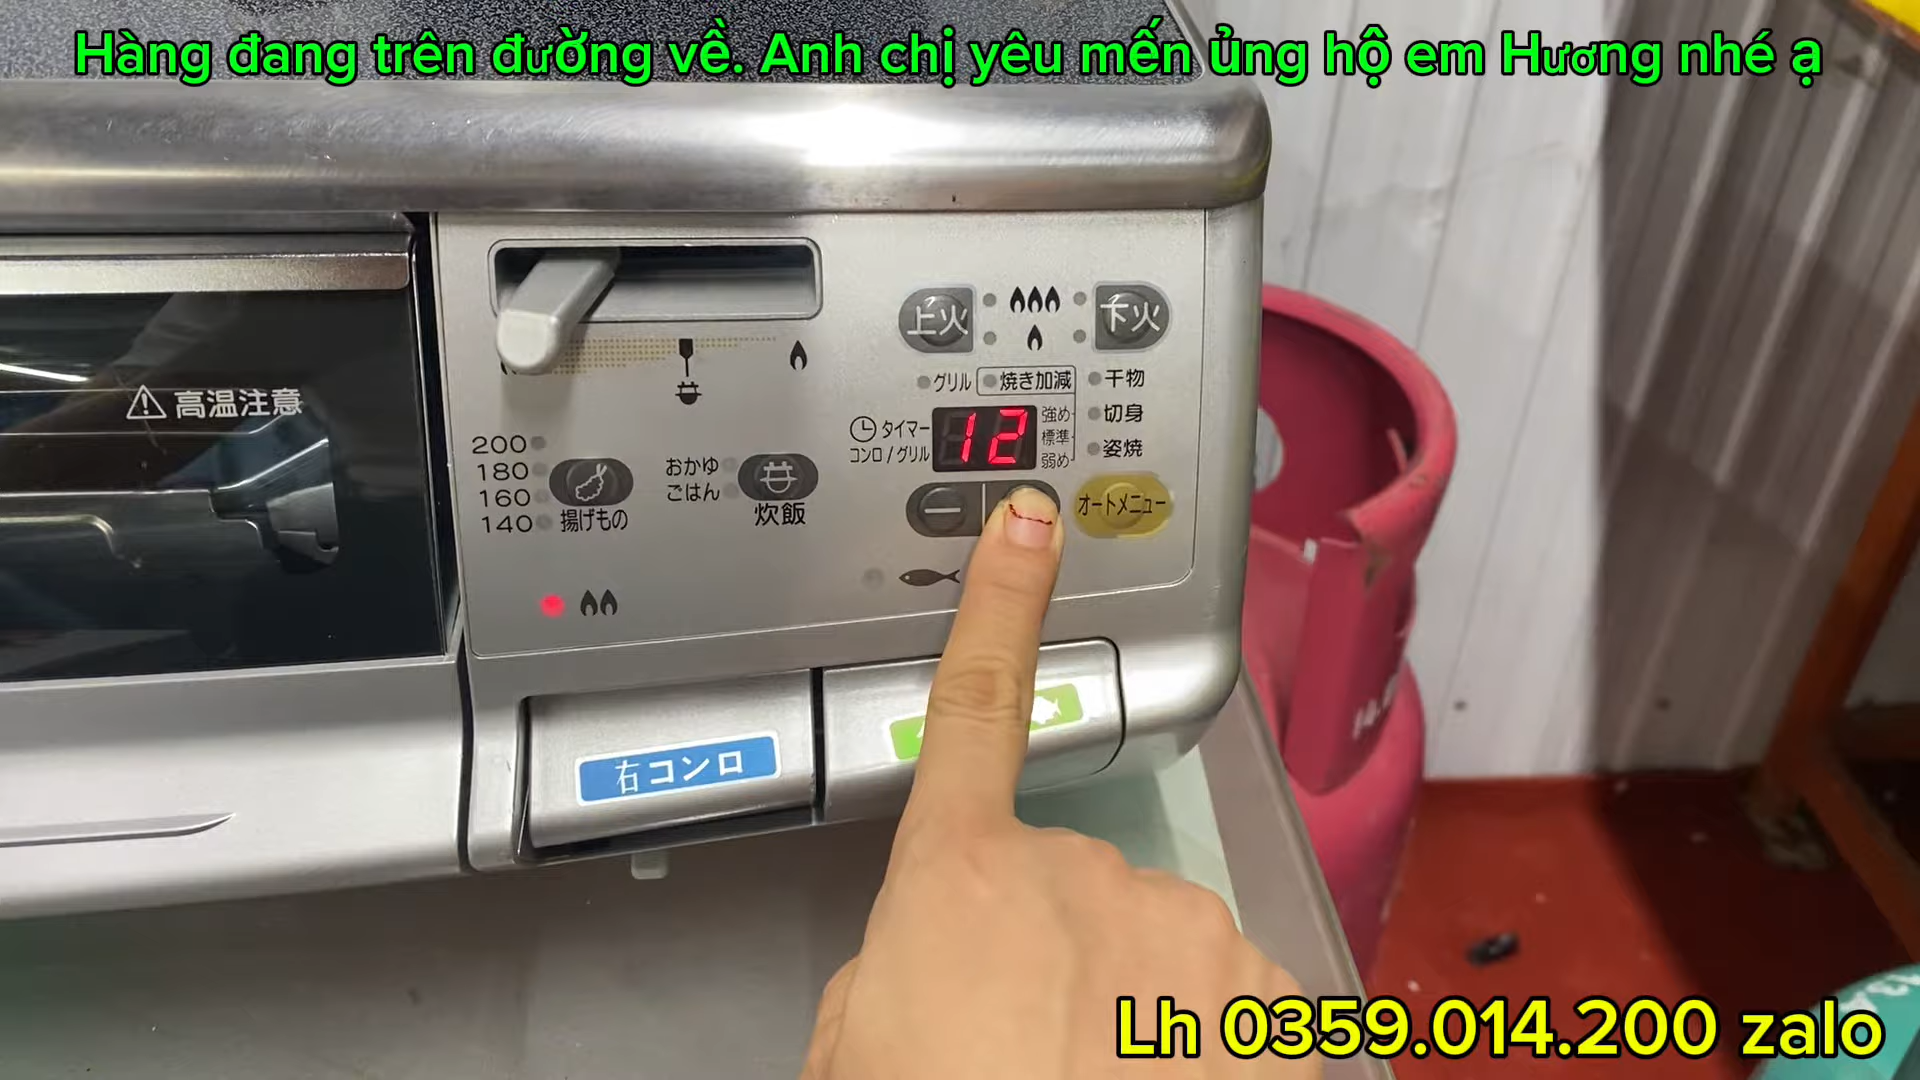 Hàng đang trên đường về. Anh chị yêu mến ủng hộ em Hương nhé ạ
上火
下火
グリル
焼き加減
干物
高温注意
タイマー
コンロ/グリル
12
強め
標準
弱め
切身
姿焼
200
180
160
140
揚げもの
おかゆ
ごはん
炊飯
オートメニュー
右コンロ
Lh 0359.014.200 zalo